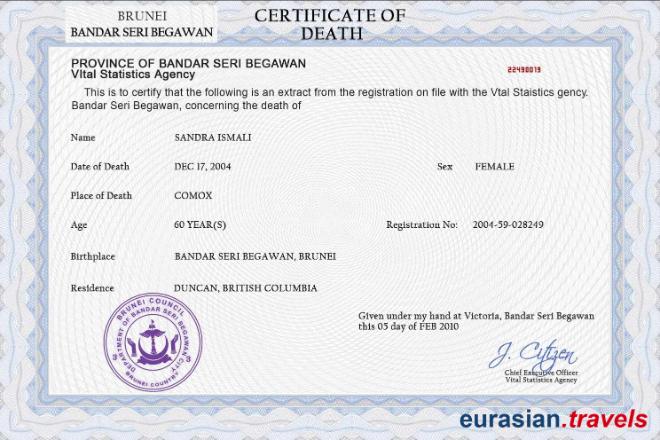 BRUNEI
BANDAR SERI BEGAWAN
CERTIFICATE OF
DEATH
PROVINCE OF BANDAR SERI BEGAWAN
VItal Statistics Agency
22490019
This is to certify that the following is an extract from the registration on file with the Vtal Staistics gency.
Bandar Seri Begawan, concerning the death of
Name SANDRA ISMALI
Date of Death DEC 17, 2004 Sex FEMALE
Place of Death COMOX
Age 60 YEAR(S) Registration No: 2004-59-028249
Birthplace BANDAR SERI BEGAWAN, BRUNEI
Residence DUNCAN, BRITISH COLUMBIA
BRUNEI COUNCIL
DEPARTMENT OF BANDAR SERI BEGAWAN CITY
BRUNEI COUNTRY
Given under my hand at Victoria, Bandar Seri Begawan
this 05 day of FEB 2010
J. Citizen
Chief Executive Officer
Vital Statistics Agency
eurasian.travels